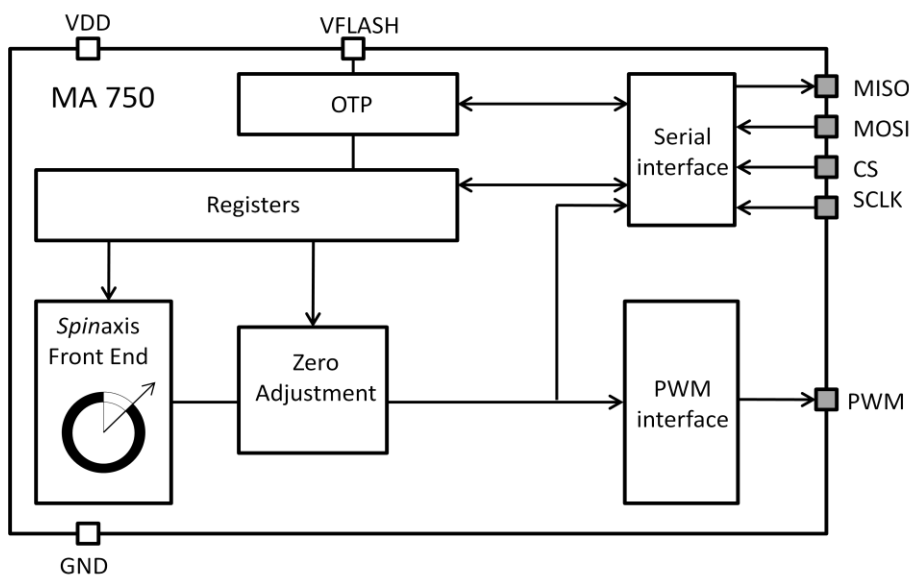 VDD
VFLASH
MA 750
OTP
Serial
interface
MISO
MOSI
CS
SCLK
Registers
Spinaxis
Front End
Zero
Adjustment
PWM
interface
PWM
GND